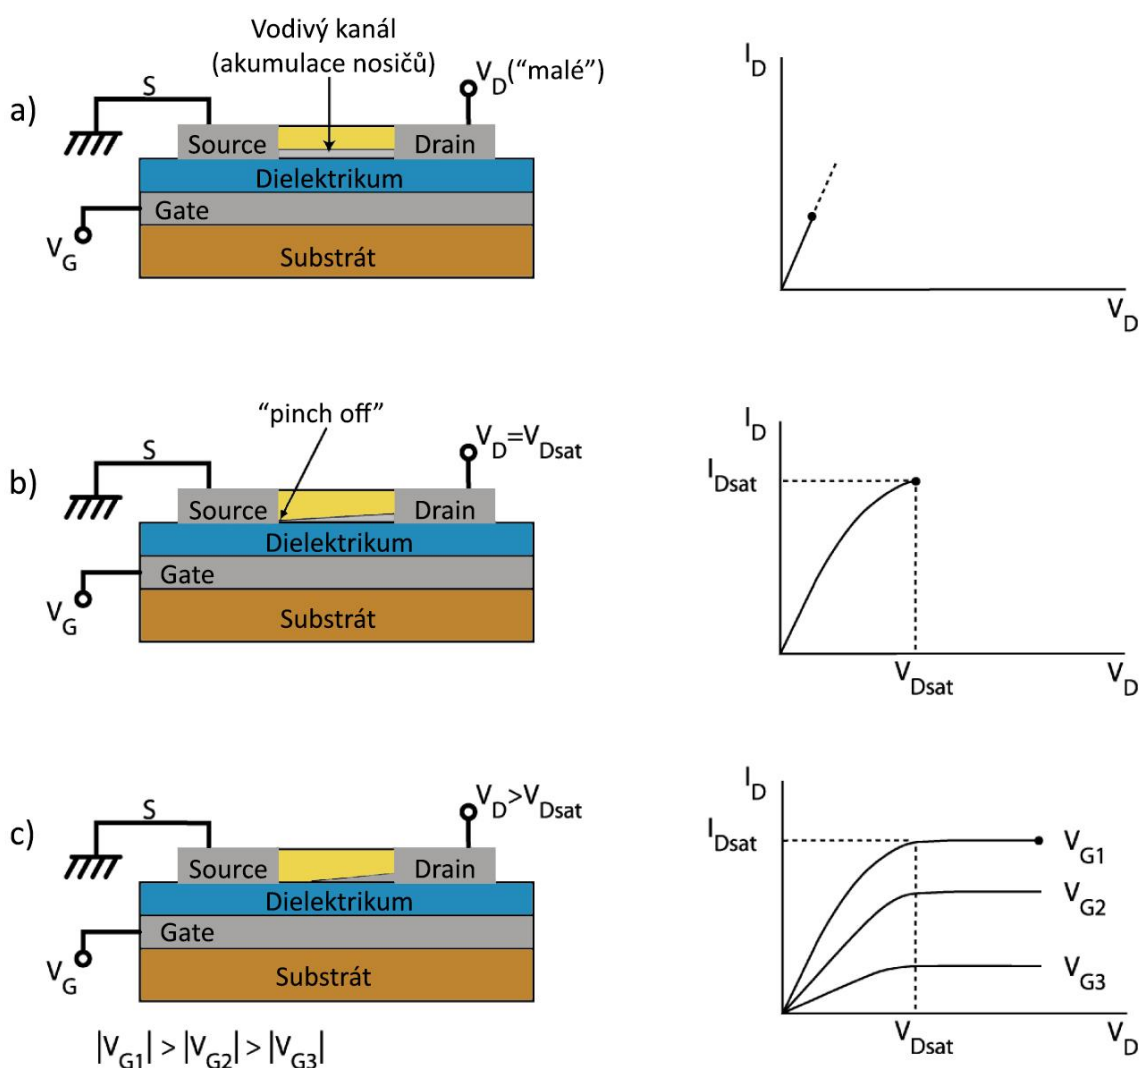 a)
Vodivý kanál
(akumulace nosičů)
S
V_D("malé")
Source
Drain
Dielektrikum
Gate
V_G
Substrát
I_D
V_D
b)
"pinch off"
S
V_D=V_Dsat
Source
Drain
Dielektrikum
Gate
V_G
Substrát
I_D
I_Dsat
V_Dsat
V_D
c)
S
V_D>V_Dsat
Source
Drain
Dielektrikum
Gate
V_G
Substrát
|V_G1| > |V_G2| > |V_G3|
I_D
I_Dsat
V_G1
V_G2
V_G3
V_Dsat
V_D